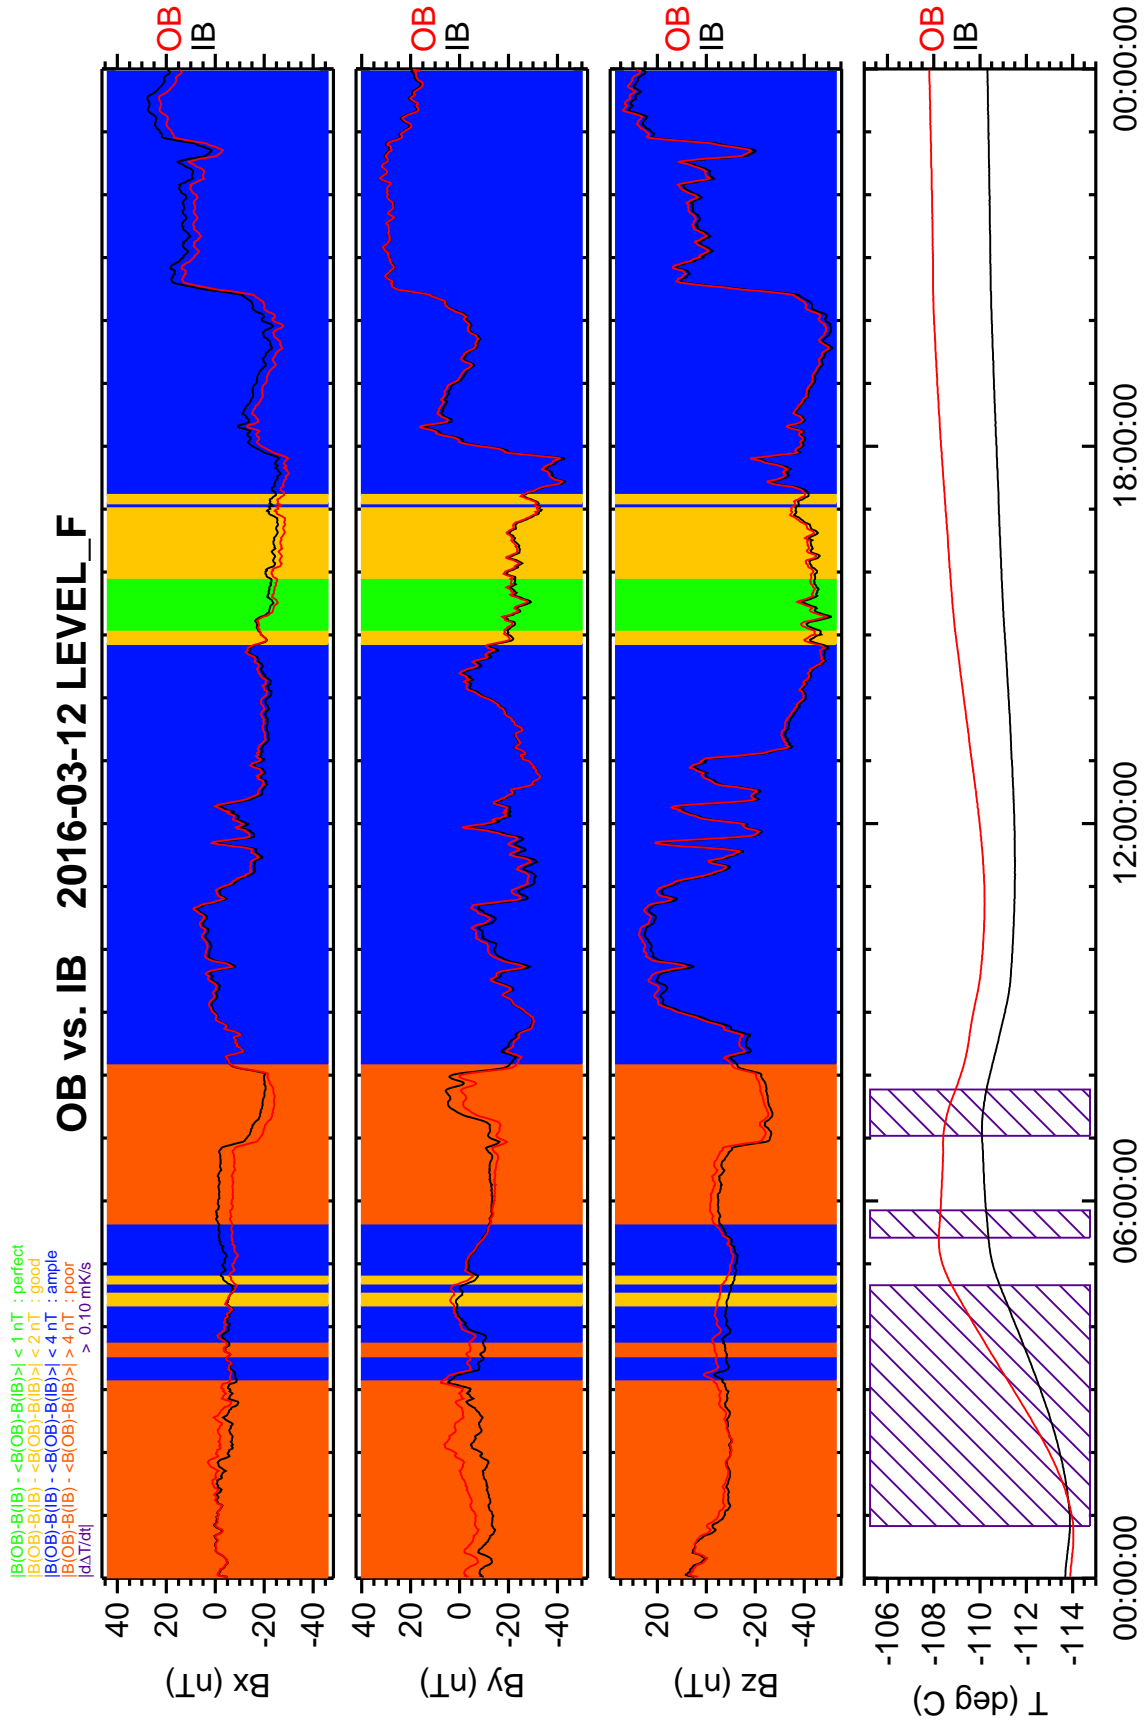 OB vs. IB 2016-03-12 LEVEL_F
|B(OB)-B(IB) - <B(OB)-B(IB)>| < 1 nT : perfect
|B(OB)-B(IB) - <B(OB)-B(IB)>| < 2 nT : good
|B(OB)-B(IB) - <B(OB)-B(IB)>| < 4 nT : ample
|B(OB)-B(IB) - <B(OB)-B(IB)>| > 4 nT : poor
|dΔT/dt| > 0.10 mK/s
Bx (nT)
40
20
0
-20
-40
OB
IB
By (nT)
40
20
0
-20
-40
OB
IB
Bz (nT)
20
0
-20
-40
OB
IB
T (deg C)
-106
-108
-110
-112
-114
OB
IB
00:00:00
06:00:00
12:00:00
18:00:00
00:00:00